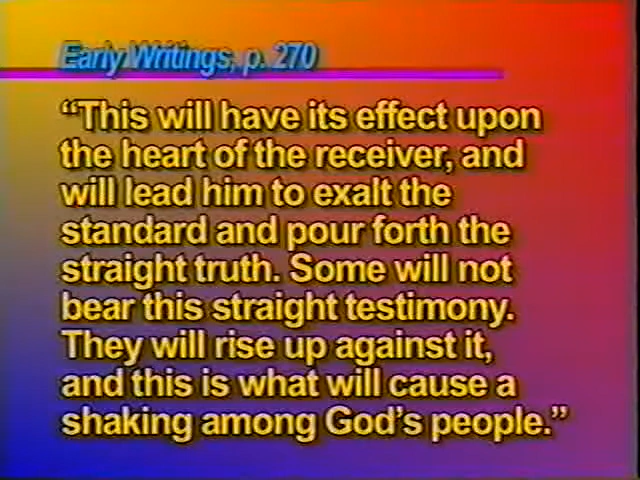 Early Writings, p. 270
“This will have its effect upon
the heart of the receiver, and
will lead him to exalt the
standard and pour forth the
straight truth. Some will not
bear this straight testimony.
They will rise up against it,
and this is what will cause a
shaking among God’s people.”